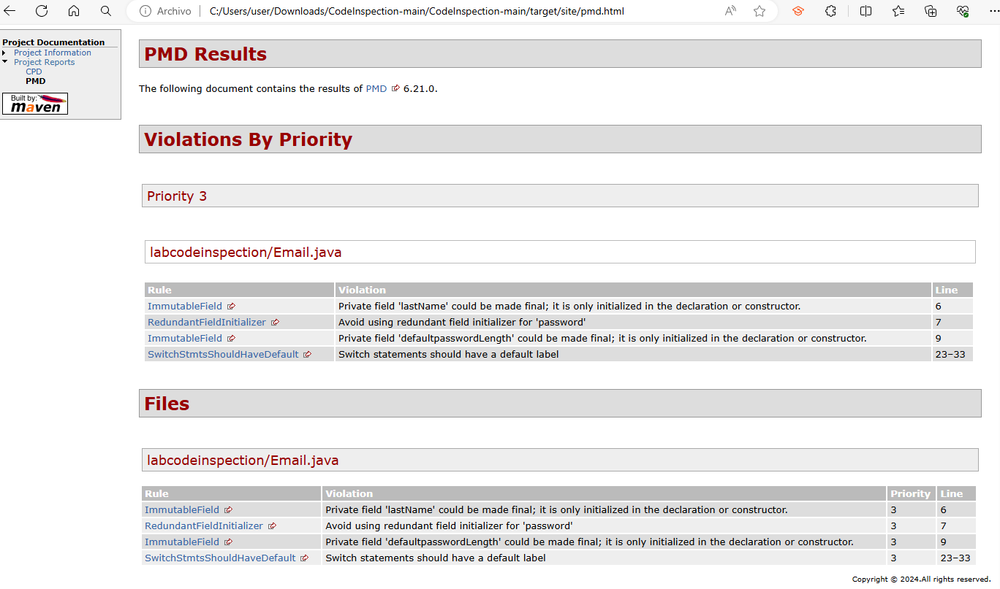 Archivo C:/Users/user/Downloads/CodeInspection-main/CodeInspection-main/target/site/pmd.html
Project Documentation
Project Information
Project Reports
CPD
PMD
Built by:
maven
PMD Results
The following document contains the results of PMD 6.21.0.
Violations By Priority
Priority 3
labcodeinspection/Email.java
Rule Violation Line
ImmutableField Private field 'lastName' could be made final; it is only initialized in the declaration or constructor. 6
RedundantFieldInitializer Avoid using redundant field initializer for 'password' 7
ImmutableField Private field 'defaultpasswordLength' could be made final; it is only initialized in the declaration or constructor. 9
SwitchStmtsShouldHaveDefault Switch statements should have a default label 23–33
Files
labcodeinspection/Email.java
Rule Violation Priority Line
ImmutableField Private field 'lastName' could be made final; it is only initialized in the declaration or constructor. 3 6
RedundantFieldInitializer Avoid using redundant field initializer for 'password' 3 7
ImmutableField Private field 'defaultpasswordLength' could be made final; it is only initialized in the declaration or constructor. 3 9
SwitchStmtsShouldHaveDefault Switch statements should have a default label 3 23–33
Copyright © 2024.All rights reserved.